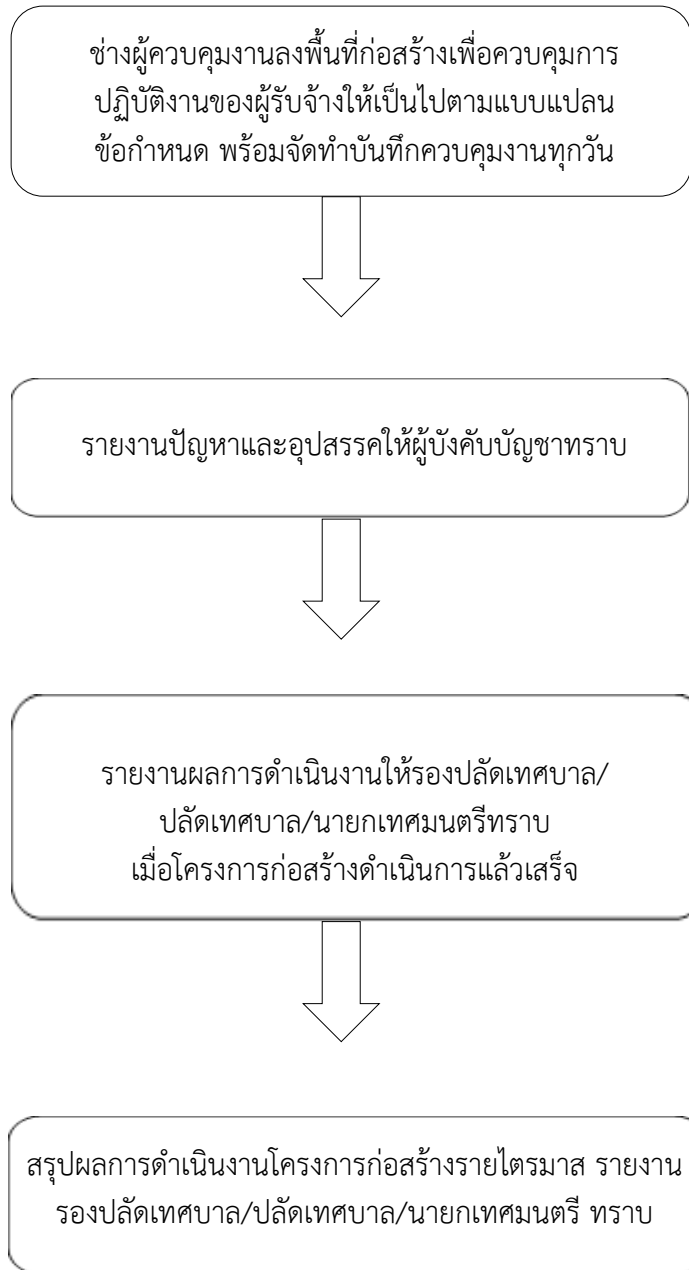 ช่างผู้ควบคุมงานลงพื้นที่ก่อสร้างเพื่อควบคุมการ
ปฏิบัติงานของผู้รับจ้างให้เป็นไปตามแบบแปลน
ข้อกำหนด พร้อมจัดทำบันทึกควบคุมงานทุกวัน
รายงานปัญหาและอุปสรรคให้ผู้บังคับบัญชาทราบ
รายงานผลการดำเนินงานให้รองปลัดเทศบาล/
ปลัดเทศบาล/นายกเทศมนตรีทราบ
เมื่อโครงการก่อสร้างดำเนินการแล้วเสร็จ
สรุปผลการดำเนินงานโครงการก่อสร้างรายไตรมาส รายงาน
รองปลัดเทศบาล/ปลัดเทศบาล/นายกเทศมนตรี ทราบ